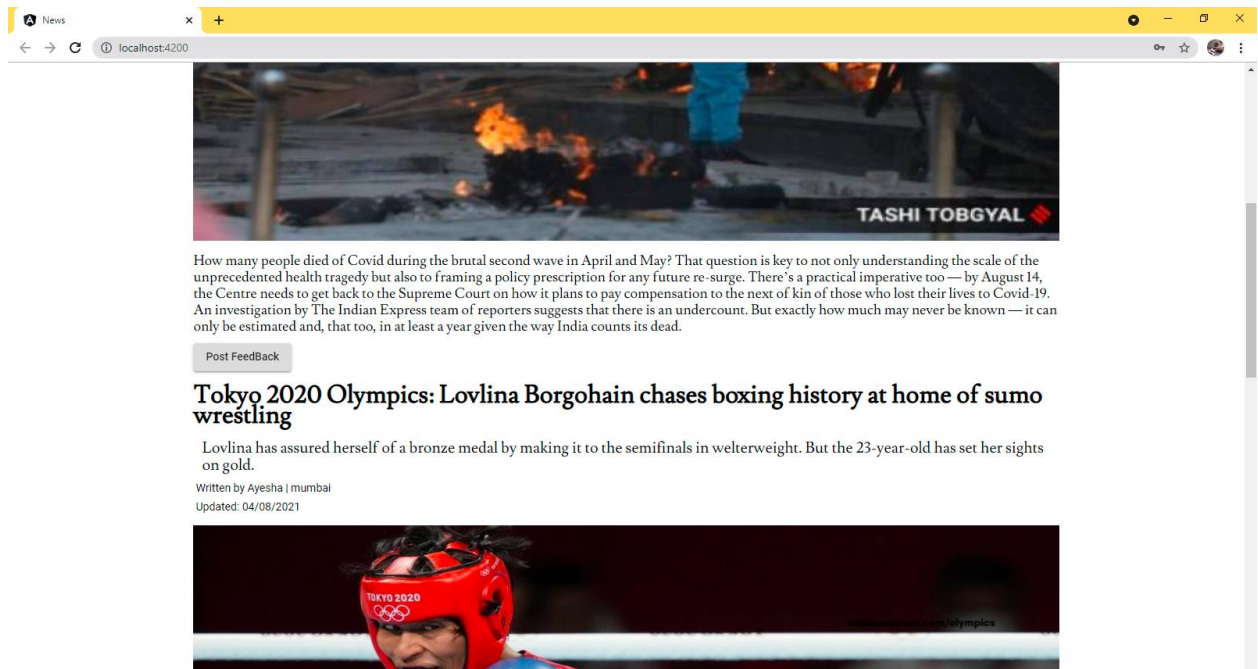 News
localhost:4200
TASHI TOBGYAL
How many people died of Covid during the brutal second wave in April and May? That question is key to not only understanding the scale of the
unprecedented health tragedy but also to framing a policy prescription for any future re-surge. There's a practical imperative too — by August 14,
the Centre needs to get back to the Supreme Court on how it plans to pay compensation to the next of kin of those who lost their lives to Covid-19.
An investigation by The Indian Express team of reporters suggests that there is an undercount. But exactly how much may never be known — it can
only be estimated and, that too, in at least a year given the way India counts its dead.
Post FeedBack
Tokyo 2020 Olympics: Lovlina Borgohain chases boxing history at home of sumo
wrestling
Lovlina has assured herself of a bronze medal by making it to the semifinals in welterweight. But the 23-year-old has set her sights
on gold.
Written by Ayesha | mumbai
Updated: 04/08/2021
TOKYO 2020
/olympics